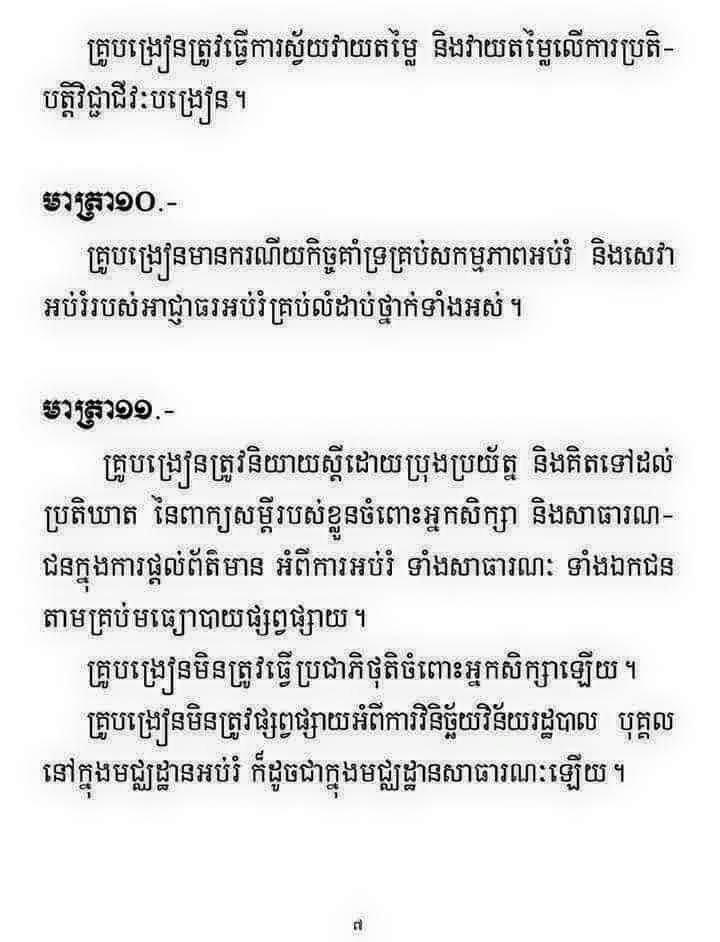 គ្រូបង្រៀនត្រូវធ្វើការស្វ័យវាយតម្លៃ និងវាយតម្លៃលើការប្រតិ-
បត្តិវិជ្ជាជីវៈបង្រៀន។
មាត្រា១០.-
គ្រូបង្រៀនមានករណីយកិច្ចគាំទ្រគ្រប់សកម្មភាពអប់រំ និងសេវា
អប់រំរបស់អាជ្ញាធរអប់រំគ្រប់លំដាប់ថ្នាក់ទាំងអស់។
មាត្រា១១.-
គ្រូបង្រៀនត្រូវនិយាយស្តីដោយប្រុងប្រយ័ត្ន និងគិតទៅដល់
ប្រតិឃាត នៃពាក្យសម្តីរបស់ខ្លួនចំពោះអ្នកសិក្សា និងសាធារណ-
ជនក្នុងការផ្តល់ព័ត៌មាន អំពីការអប់រំ ទាំងសាធារណៈ ទាំងឯកជន
តាមគ្រប់មធ្យោបាយផ្សព្វផ្សាយ។
គ្រូបង្រៀនមិនត្រូវធ្វើប្រជាភិថុតិចំពោះអ្នកសិក្សាឡើយ។
គ្រូបង្រៀនមិនត្រូវផ្សព្វផ្សាយអំពីការវិនិច្ឆ័យវិន័យរដ្ឋបាល បុគ្គល
នៅក្នុងមជ្ឈដ្ឋានអប់រំ ក៏ដូចជាក្នុងមជ្ឈដ្ឋានសាធារណៈឡើយ។
៧